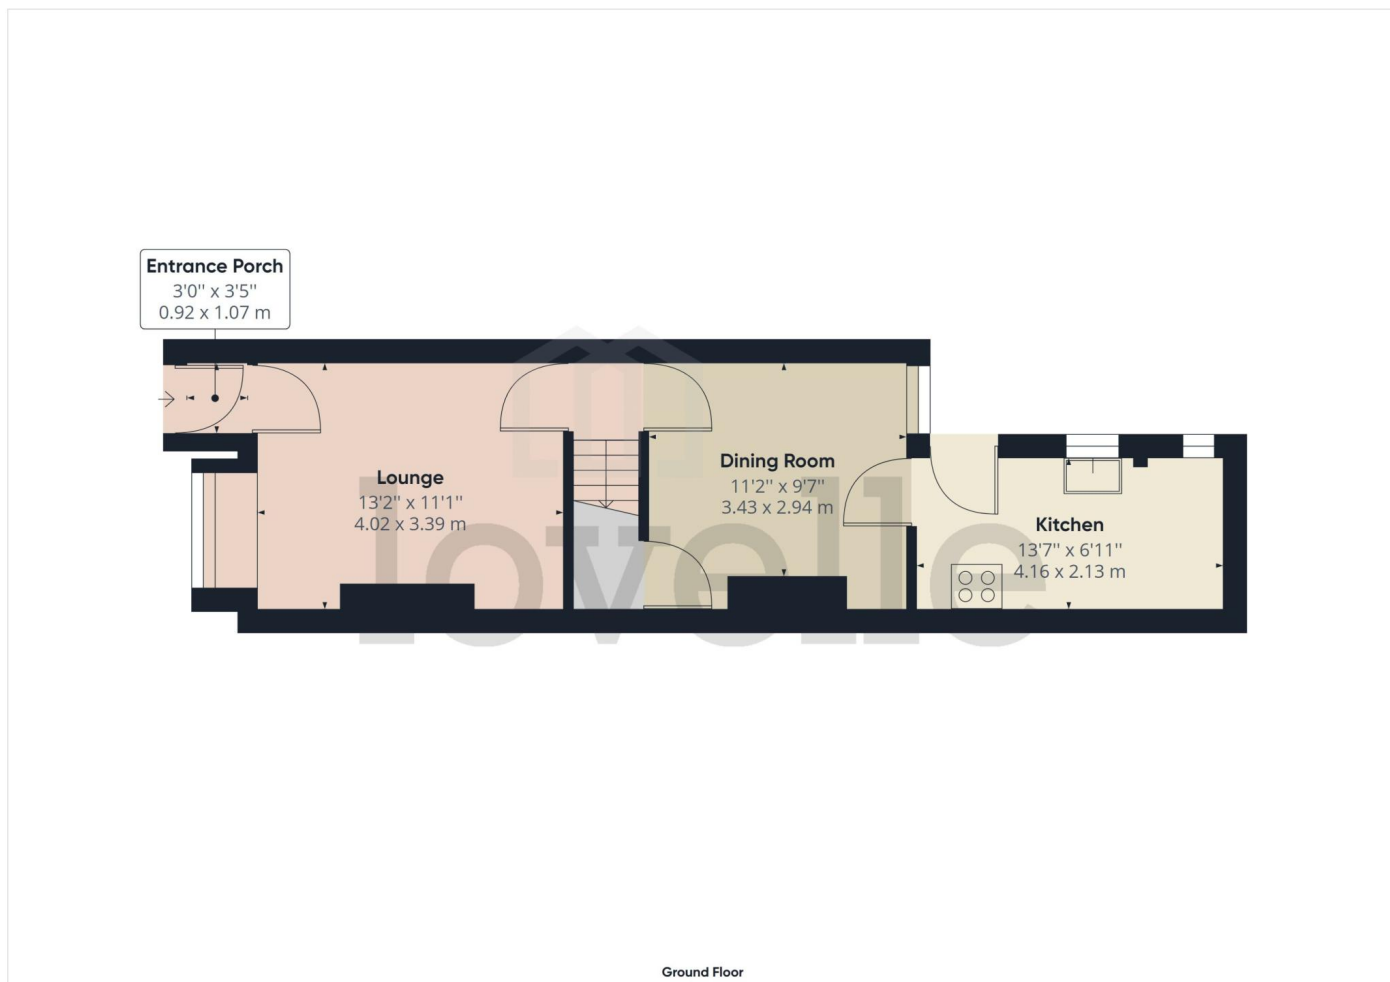 Entrance Porch
3'0'' x 3'5''
0.92 x 1.07 m
Lounge
13'2'' x 11'1''
4.02 x 3.39 m
Dining Room
11'2'' x 9'7''
3.43 x 2.94 m
Kitchen
13'7'' x 6'11''
4.16 x 2.13 m
lovelle
Ground Floor